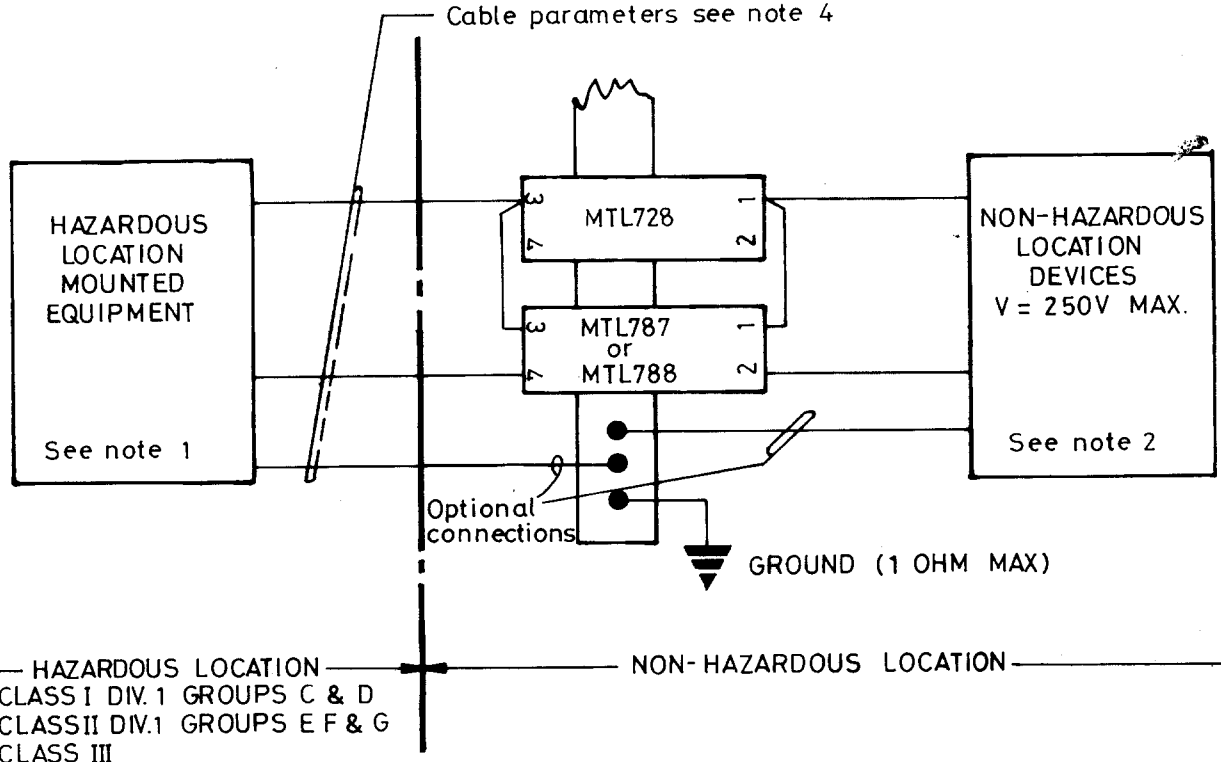 Cable parameters see note 4
HAZARDOUS
LOCATION
MOUNTED
EQUIPMENT
See note 1
3
4
MTL728
1
2
3
4
MTL787
or
MTL788
1
2
NON-HAZARDOUS
LOCATION
DEVICES
V = 250V MAX.
See note 2
Optional
connections
GROUND (1 OHM MAX)
HAZARDOUS LOCATION
CLASS I DIV. 1 GROUPS C & D
CLASS II DIV.1 GROUPS E F & G
CLASS III
NON-HAZARDOUS LOCATION